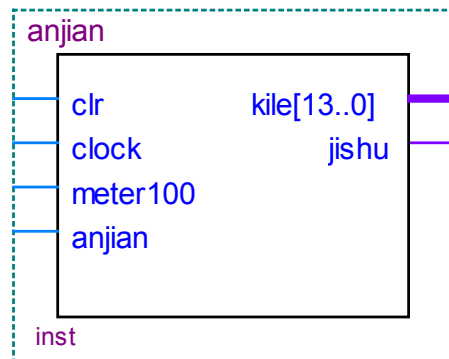 anjian
clr kile[13..0]
clock jishu
meter100
anjian
inst